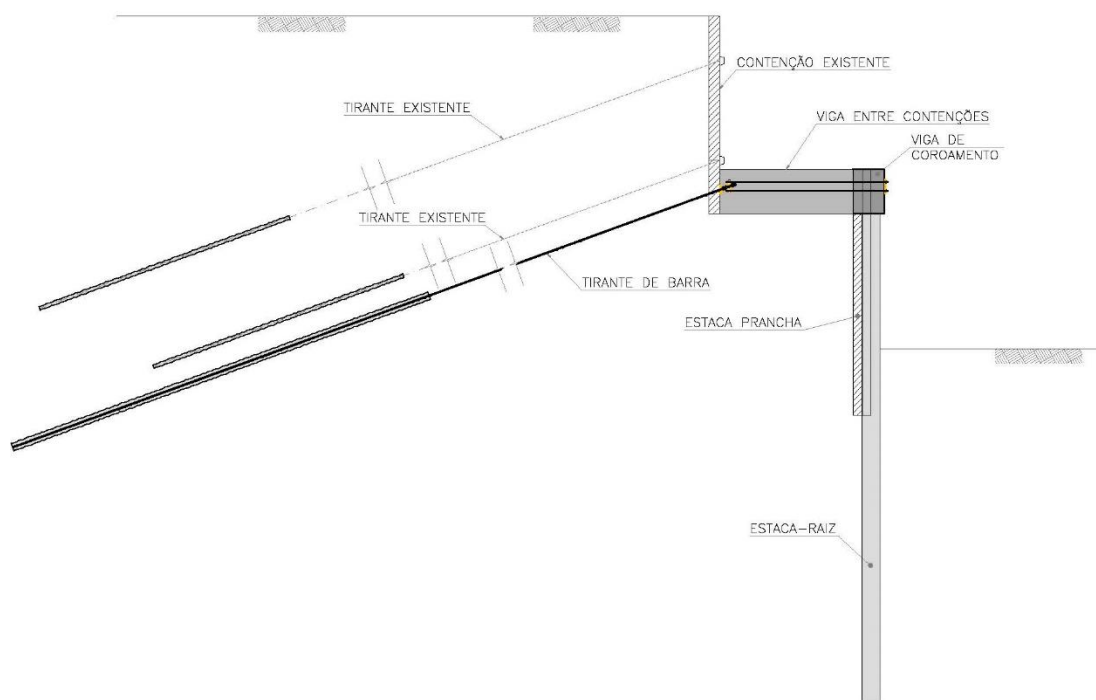 CONTENÇÃO EXISTENTE
TIRANTE EXISTENTE
VIGA ENTRE CONTENÇÕES
VIGA DE
COROAMENTO
TIRANTE EXISTENTE
TIRANTE DE BARRA
ESTACA PRANCHA
ESTACA-RAIZ